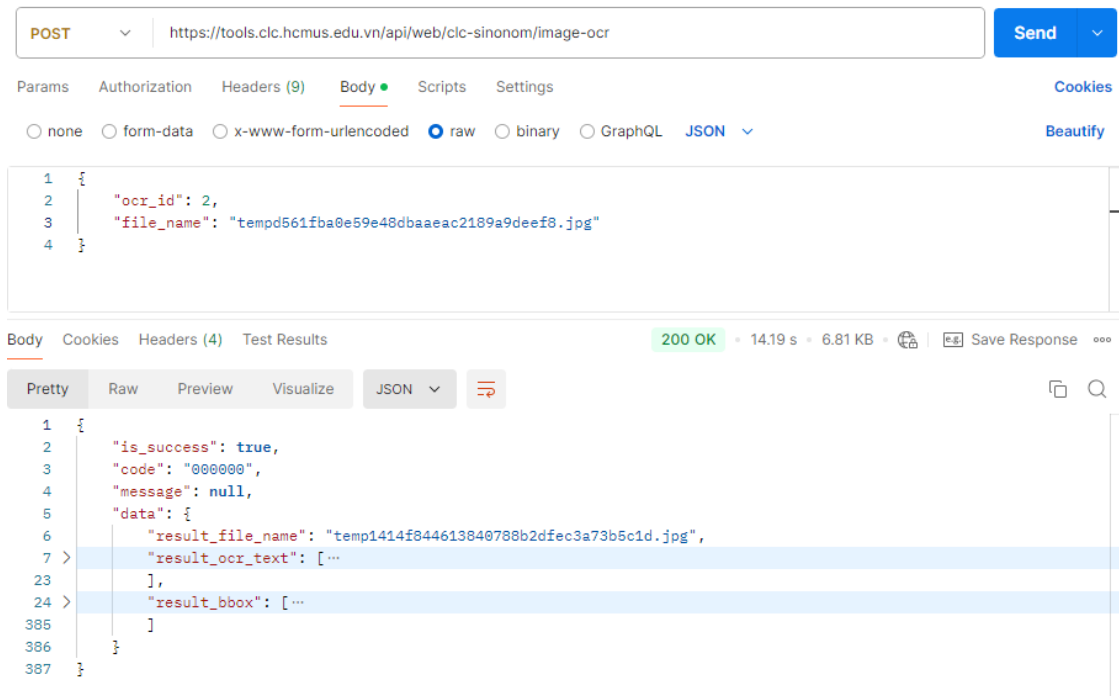 POST https://tools.clc.hcmus.edu.vn/api/web/clc-sinonom/image-ocr Send
Params Authorization Headers (9) Body Scripts Settings Cookies
none form-data x-www-form-urlencoded raw binary GraphQL JSON Beautify
1 {
2 "ocr_id": 2,
3 "file_name": "tempd561fba0e59e48dbaaeac2189a9deef8.jpg"
4 }
Body Cookies Headers (4) Test Results 200 OK • 14.19 s • 6.81 KB • e.g. Save Response
Pretty Raw Preview Visualize JSON
1 {
2 "is_success": true,
3 "code": "000000",
4 "message": null,
5 "data": {
6 "result_file_name": "temp1414f844613840788b2dfec3a73b5c1d.jpg",
7 "result_ocr_text": [⋯
23 ],
24 "result_bbox": [⋯
385 ]
386 }
387 }